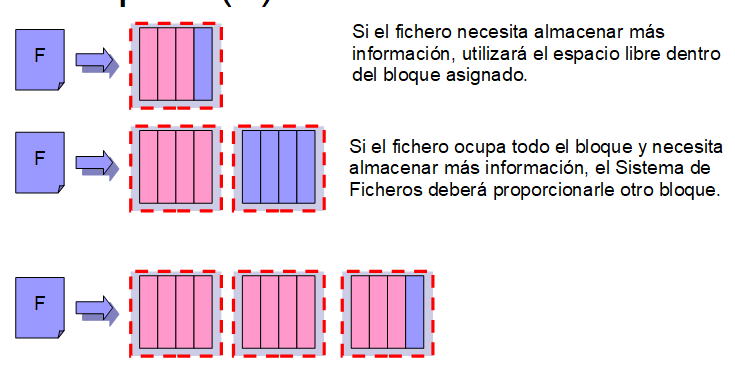 F
Si el fichero necesita almacenar más
información, utilizará el espacio libre dentro
del bloque asignado.
F
Si el fichero ocupa todo el bloque y necesita
almacenar más información, el Sistema de
Ficheros deberá proporcionarle otro bloque.
F